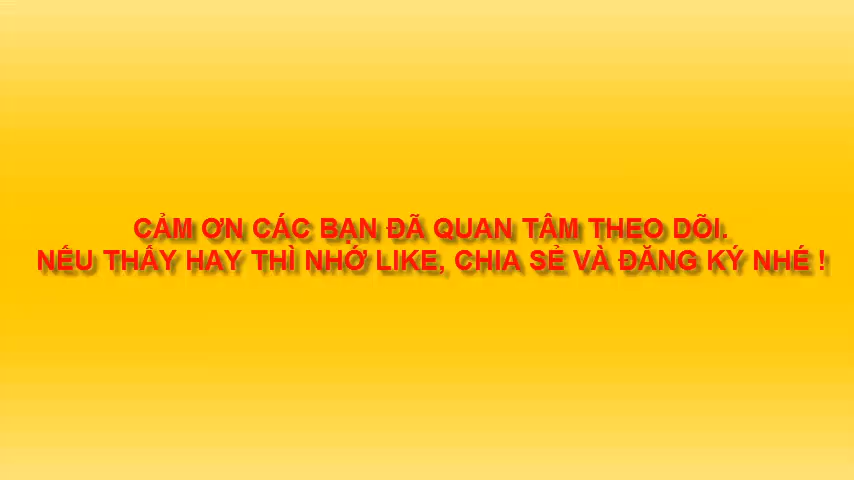 CẢM ƠN CÁC BẠN ĐÃ QUAN TÂM THEO DÕI.
NẾU THẤY HAY THÌ NHỚ LIKE, CHIA SẺ VÀ ĐĂNG KÝ NHÉ !